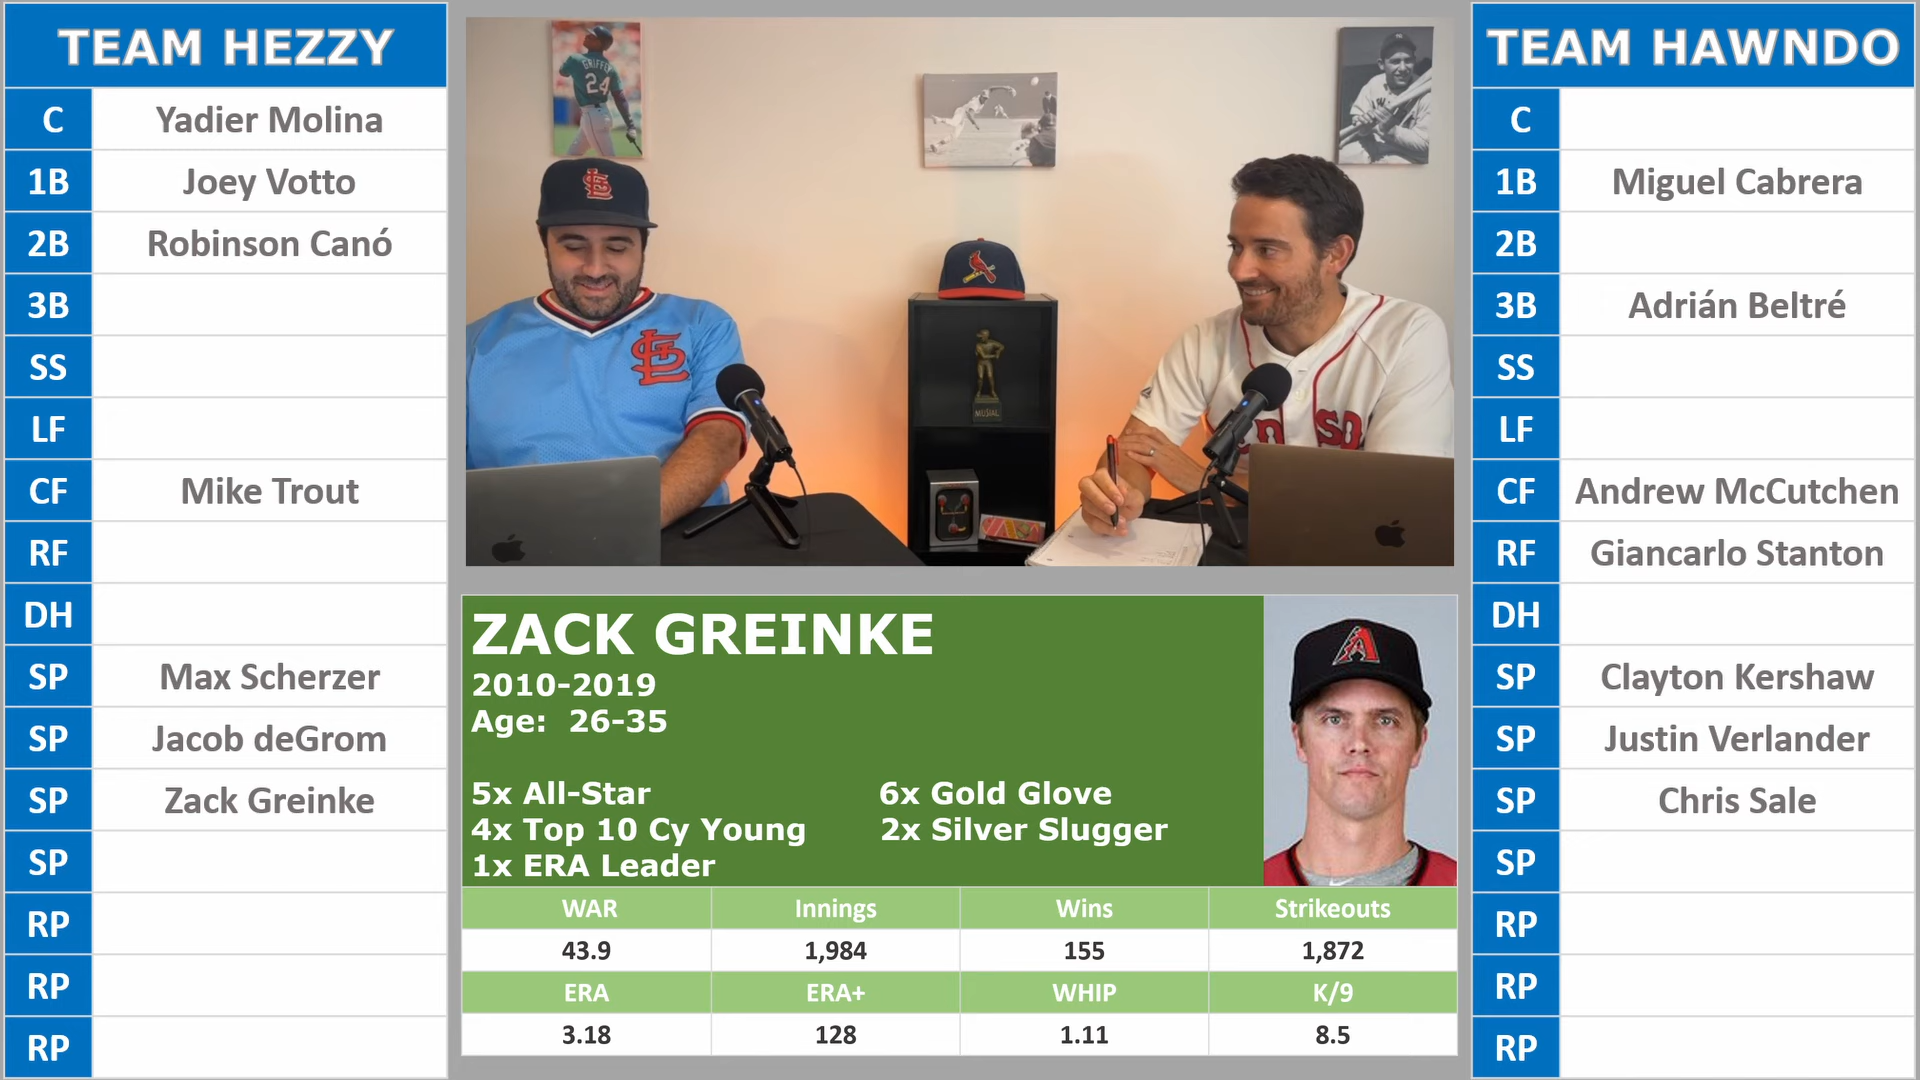 TEAM HEZZY
C Yadier Molina
1B Joey Votto
2B Robinson Canó
3B
SS
LF
CF Mike Trout
RF
DH
SP Max Scherzer
SP Jacob deGrom
SP Zack Greinke
SP
RP
RP
RP
GRIFFEY
24
STL
MUSIAL
SO
ZACK GREINKE
2010-2019
Age: 26-35
5x All-Star 6x Gold Glove
4x Top 10 Cy Young 2x Silver Slugger
1x ERA Leader
A
WAR Innings Wins Strikeouts
43.9 1,984 155 1,872
ERA ERA+ WHIP K/9
3.18 128 1.11 8.5
TEAM HAWNDO
C
1B Miguel Cabrera
2B
3B Adrián Beltré
SS
LF
CF Andrew McCutchen
RF Giancarlo Stanton
DH
SP Clayton Kershaw
SP Justin Verlander
SP Chris Sale
SP
RP
RP
RP